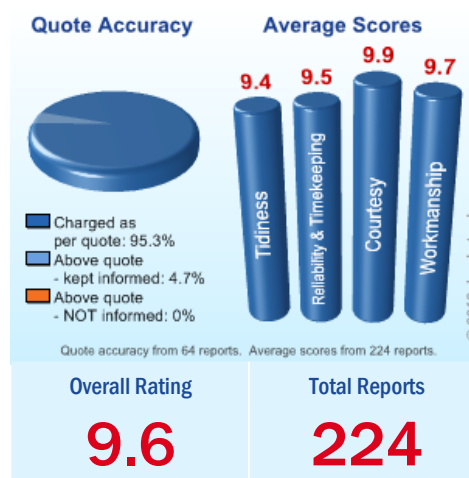 Quote Accuracy
Charged as
per quote: 95.3%
Above quote
- kept informed: 4.7%
Above quote
- NOT informed: 0%
Average Scores
9.4
9.5
9.9
9.7
Tidiness
Reliability & Timekeeping
Courtesy
Workmanship
Quote accuracy from 64 reports. Average scores from 224 reports.
Overall Rating
9.6
Total Reports
224